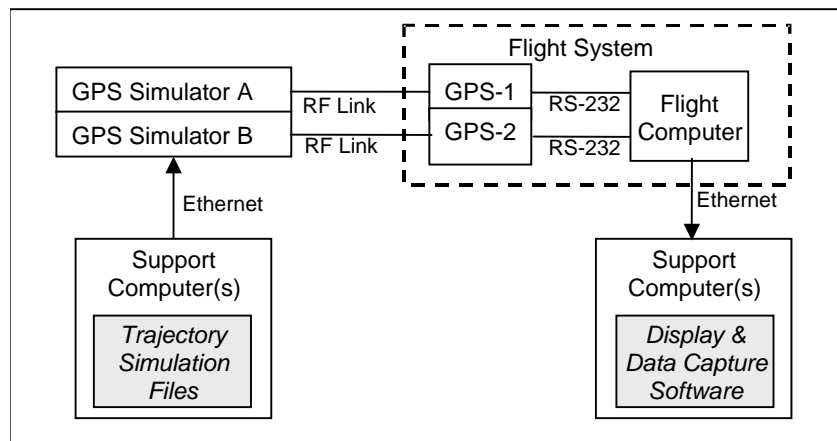 Flight System
GPS Simulator A
RF Link
GPS-1
RS-232
Flight
Computer
GPS Simulator B
RF Link
GPS-2
RS-232
Ethernet
Ethernet
Support
Computer(s)
Trajectory
Simulation
Files
Support
Computer(s)
Display &
Data Capture
Software